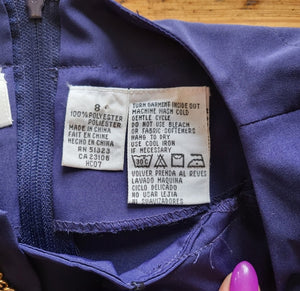 8
100%POLYESTER
POLIESTER
MADE IN CHINA
FAIT EN CHINE
HECHO EN CHINA
RN 51323
CA 23106
HC07
TURN GARMENT INSIDE OUT
MACHINE WASH COLD
GENTLE CYCLE
DO NOT USE BLEACH
OR FABRIC SOFTENERS
HANG TO DRY
USE COOL IRON
IF NECESSARY
30C
VOLVER PRENDA AL REVES
LAVADO MAQUINA
CICLO DELICADO
NO USAR LEJIA
NI SUAVIZADORES